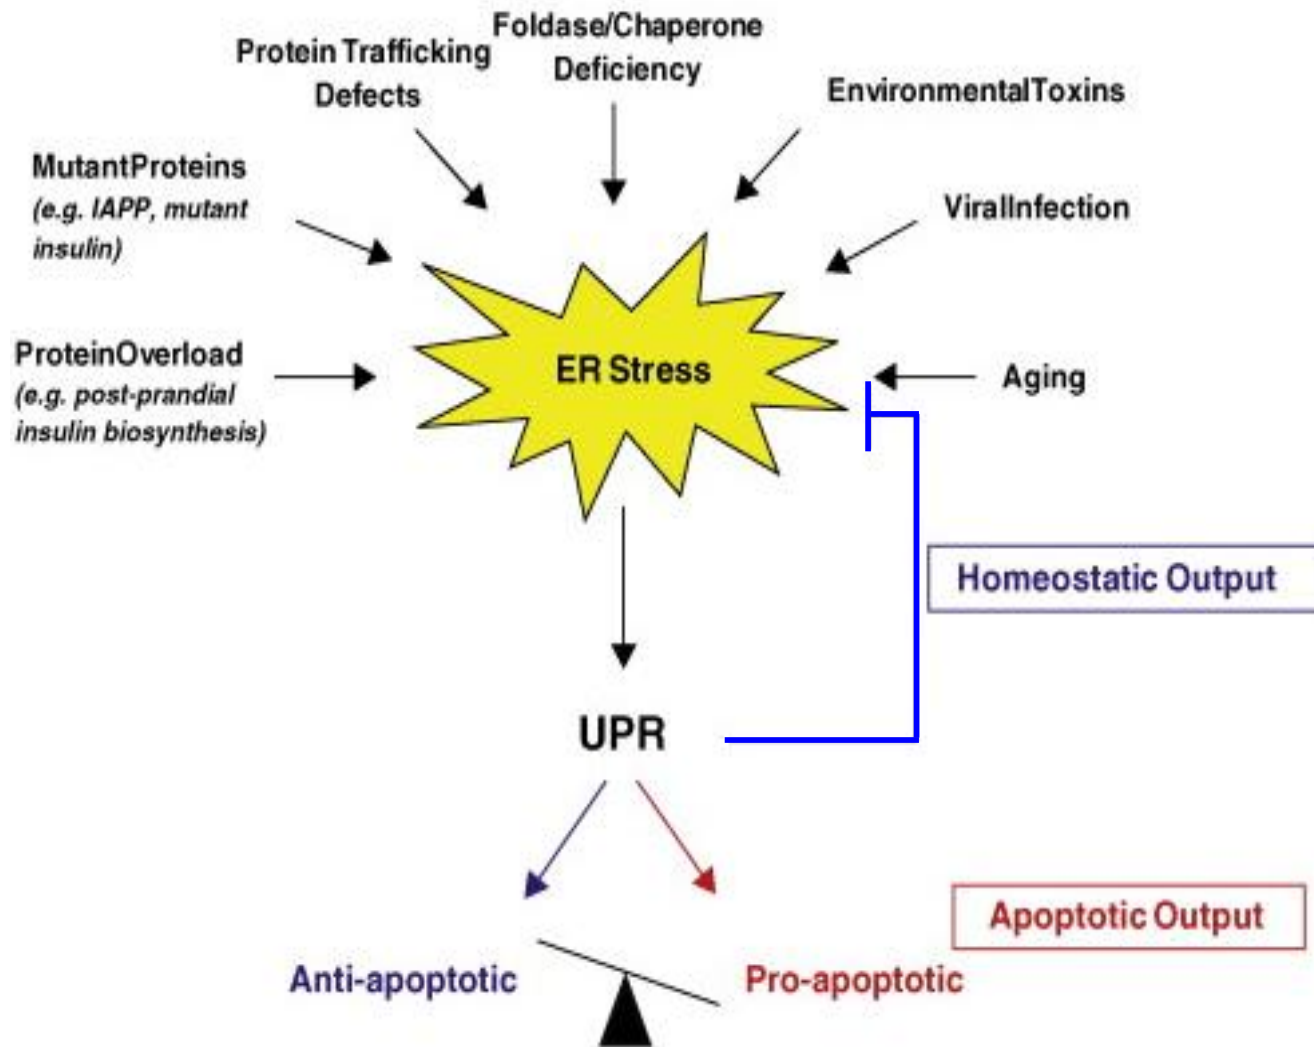 Foldase/Chaperone
Deficiency
Protein Trafficking
Defects
EnvironmentalToxins
MutantProteins
(e.g. IAPP, mutant
insulin)
ViralInfection
ProteinOverload
(e.g. post-prandial
insulin biosynthesis)
ER Stress
Aging
Homeostatic Output
UPR
Apoptotic Output
Anti-apoptotic
Pro-apoptotic